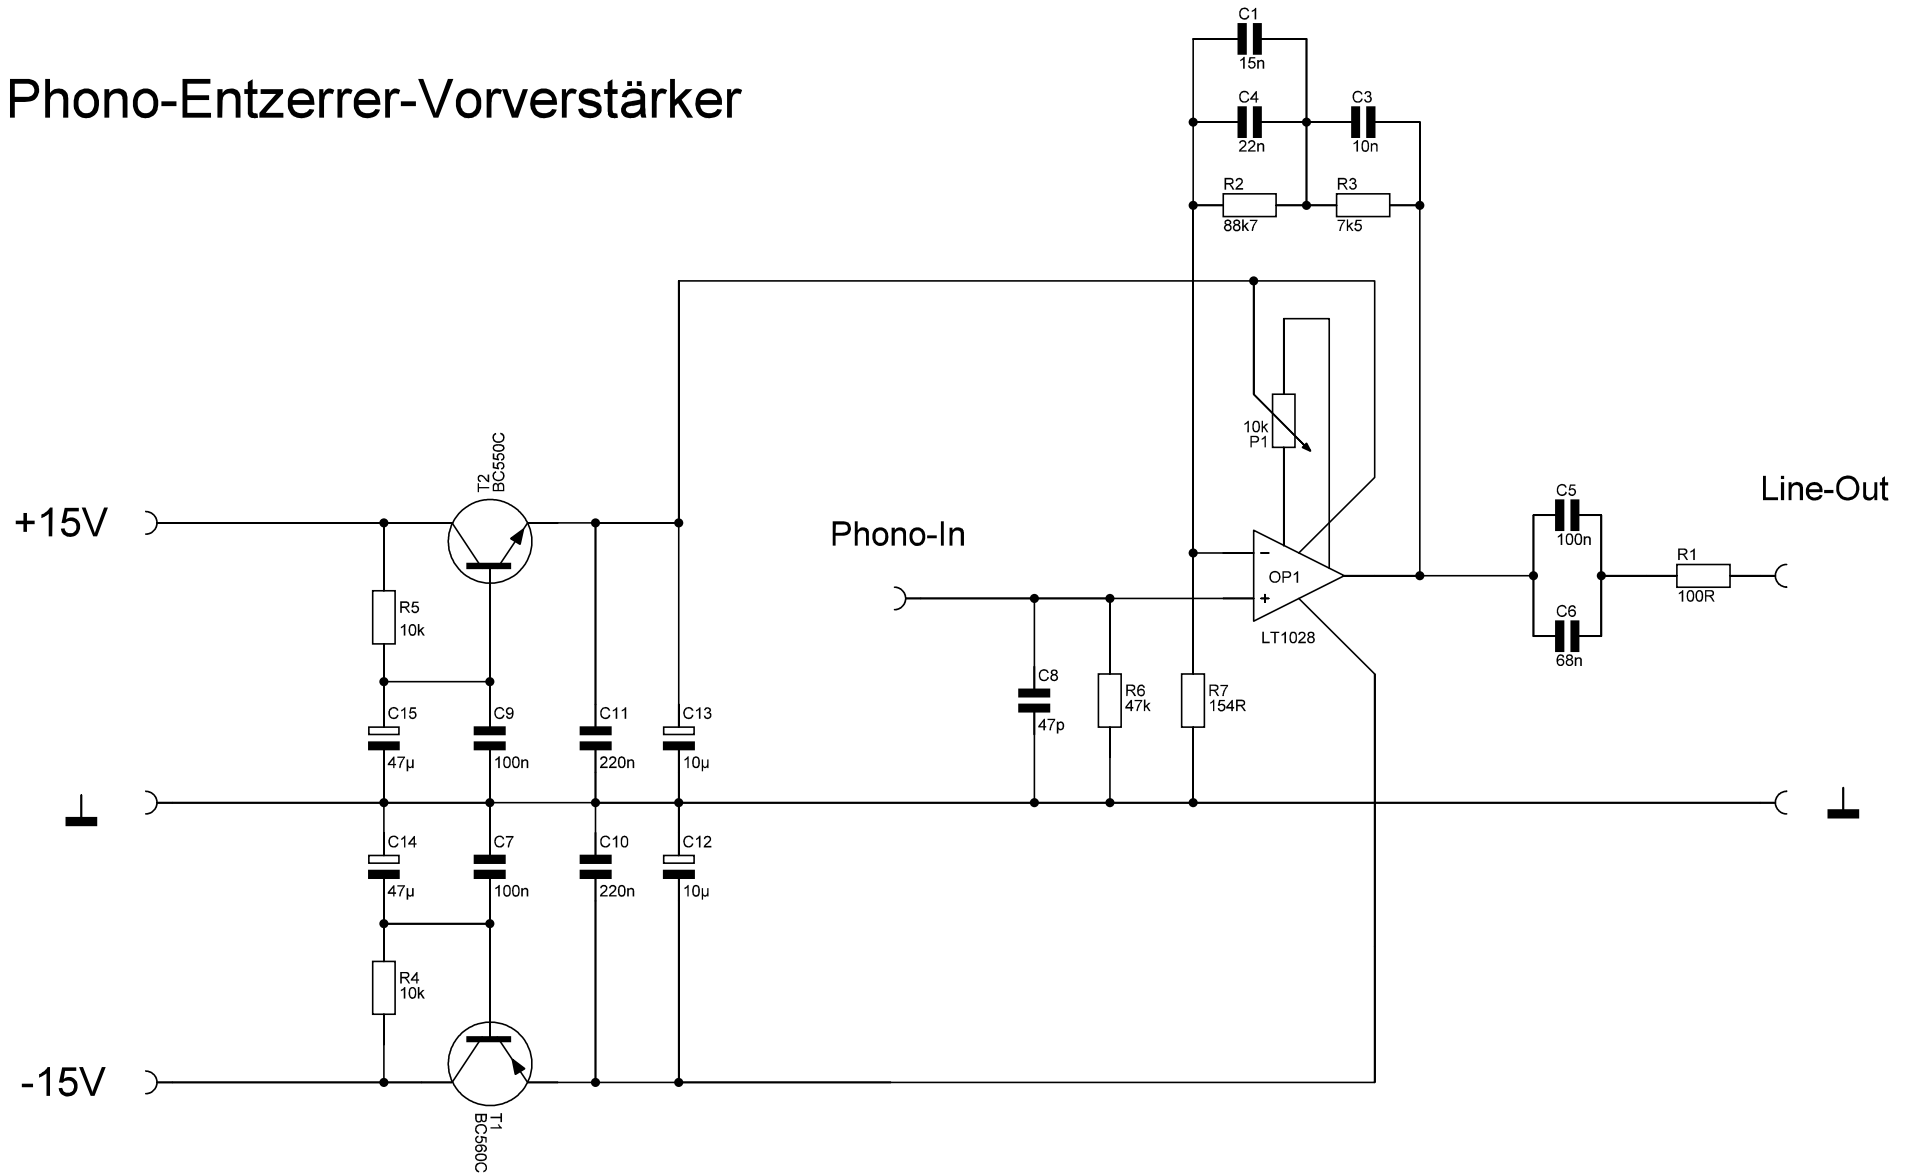 Phono-Entzerrer-Vorverstärker
C1
15n
C4
22n
C3
10n
R2
88k7
R3
7k5
10k
P1
T2
BC550C
+15V
R5
10k
Phono-In
Line-Out
-
OP1
+
LT1028
C5
100n
C6
68n
R1
100R
C8
47p
R6
47k
R7
154R
C15
47µ
C9
100n
C11
220n
C13
10µ
C14
47µ
C7
100n
C10
220n
C12
10µ
R4
10k
-15V
T1
BC560C